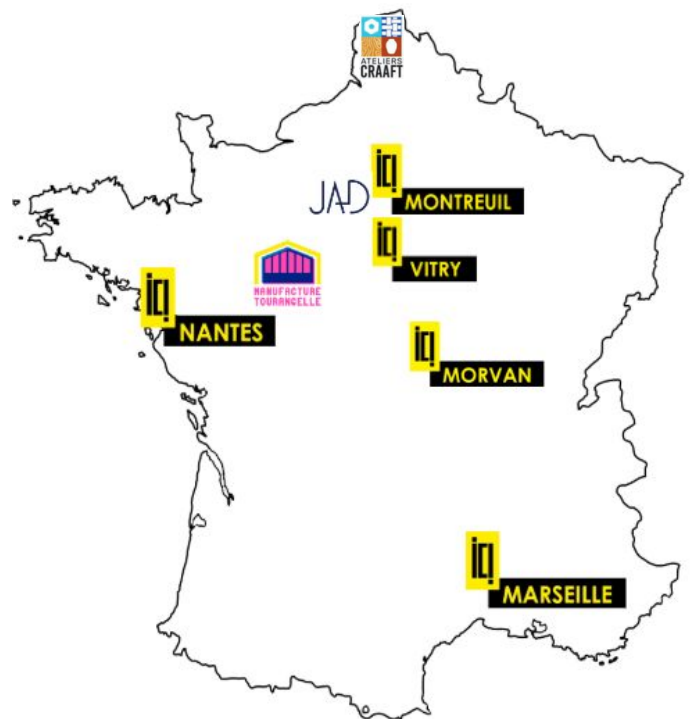 ATELIERS
CRAAFT
ici
MONTREUIL
JAD
ici
VITRY
MANUFACTURE
TOURANGELLE
ici
NANTES
ici
MORVAN
ici
MARSEILLE